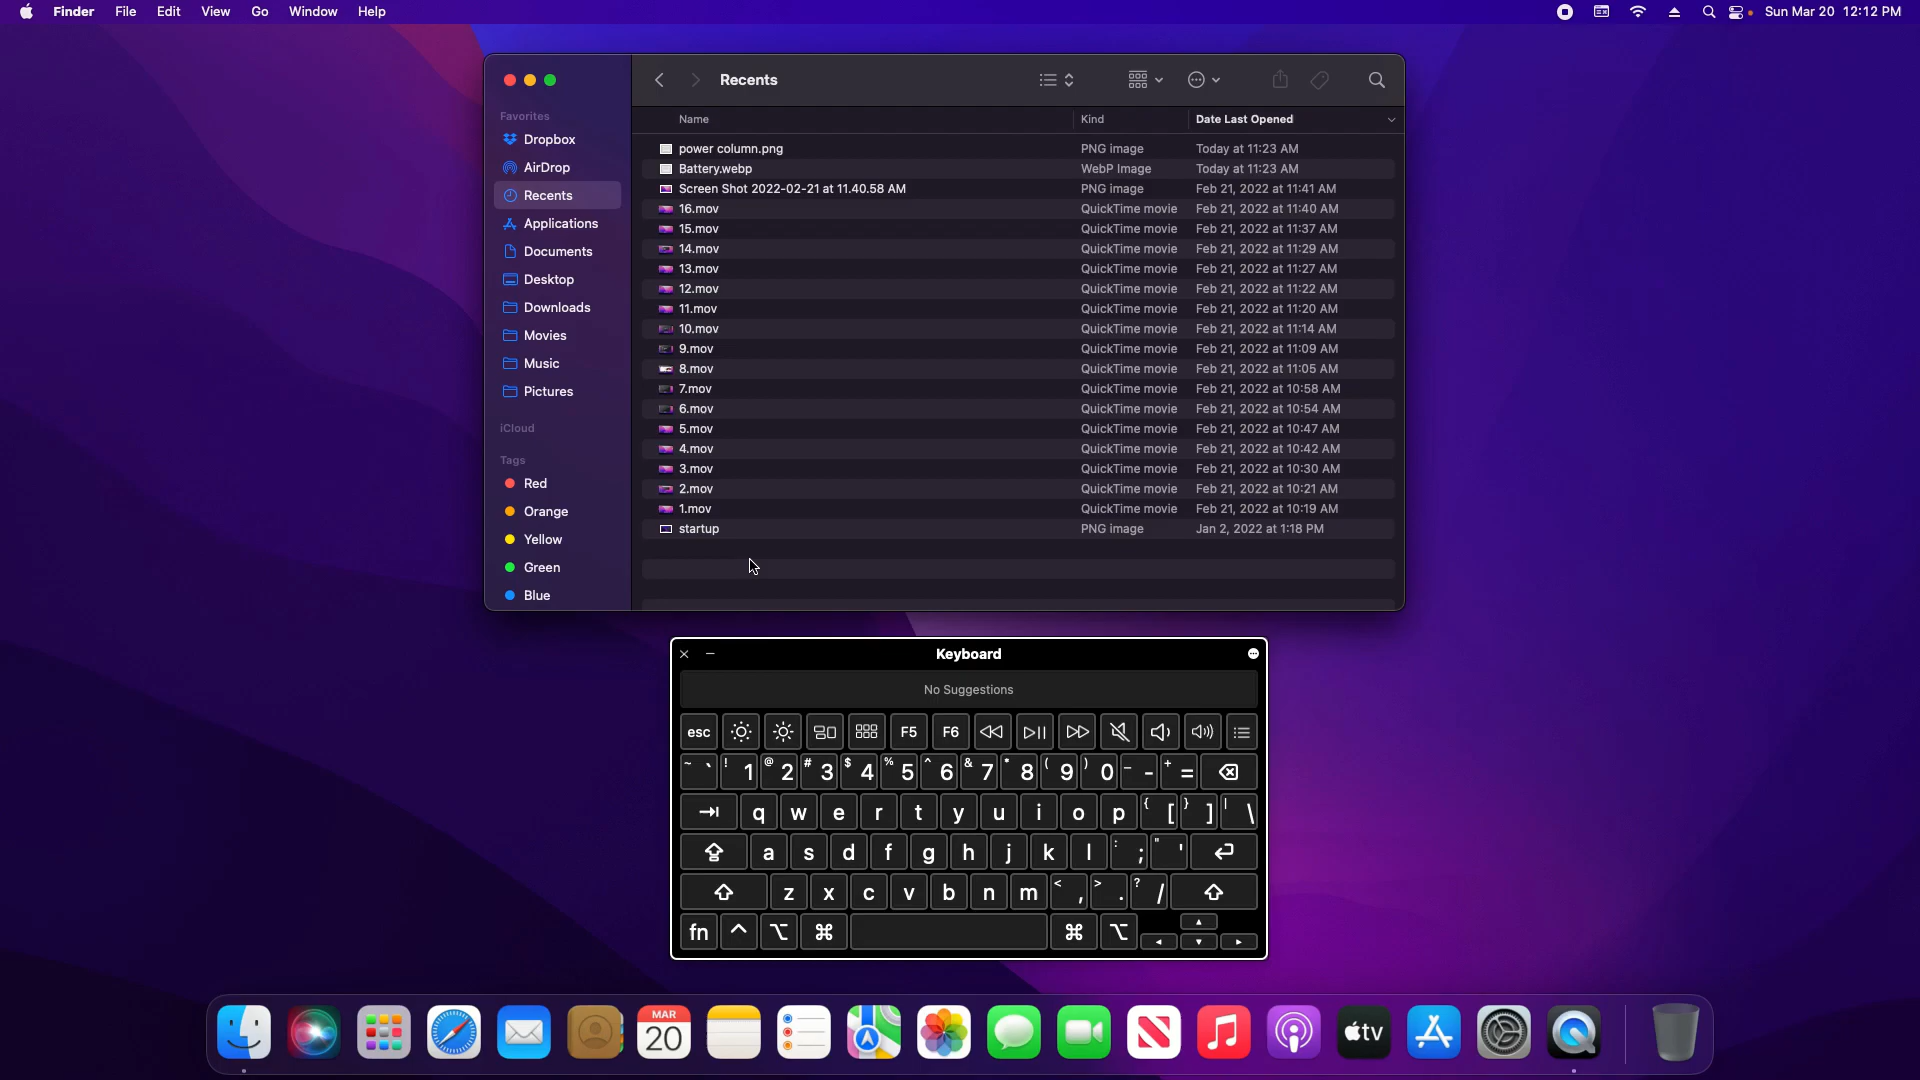 Finder File Edit View Go Window Help
Sun Mar 20 12:12 PM
Recents
Favorites
Dropbox
AirDrop
Recents
Applications
Documents
Desktop
Downloads
Movies
Music
Pictures
iCloud
Tags
Red
Orange
Yellow
Green
Blue
Name Kind Date Last Opened
power column.png PNG image Today at 11:23 AM
Battery.webp WebP Image Today at 11:23 AM
Screen Shot 2022-02-21 at 11.40.58 AM PNG image Feb 21, 2022 at 11:41 AM
16.mov QuickTime movie Feb 21, 2022 at 11:40 AM
15.mov QuickTime movie Feb 21, 2022 at 11:37 AM
14.mov QuickTime movie Feb 21, 2022 at 11:29 AM
13.mov QuickTime movie Feb 21, 2022 at 11:27 AM
12.mov QuickTime movie Feb 21, 2022 at 11:22 AM
11.mov QuickTime movie Feb 21, 2022 at 11:20 AM
10.mov QuickTime movie Feb 21, 2022 at 11:14 AM
9.mov QuickTime movie Feb 21, 2022 at 11:09 AM
8.mov QuickTime movie Feb 21, 2022 at 11:05 AM
7.mov QuickTime movie Feb 21, 2022 at 10:58 AM
6.mov QuickTime movie Feb 21, 2022 at 10:54 AM
5.mov QuickTime movie Feb 21, 2022 at 10:47 AM
4.mov QuickTime movie Feb 21, 2022 at 10:42 AM
3.mov QuickTime movie Feb 21, 2022 at 10:30 AM
2.mov QuickTime movie Feb 21, 2022 at 10:21 AM
1.mov QuickTime movie Feb 21, 2022 at 10:19 AM
startup PNG image Jan 2, 2022 at 1:18 PM
Keyboard
No Suggestions
esc F5 F6
~ ` ! 1 @ 2 # 3 $ 4 % 5 ^ 6 & 7 * 8 ( 9 ) 0 _ - + =
q w e r t y u i o p { [ } ] | \
a s d f g h j k l : ; " '
z x c v b n m < , > . ? /
fn ^ ⌥ ⌘ ⌘ ⌥
MAR
20
tv